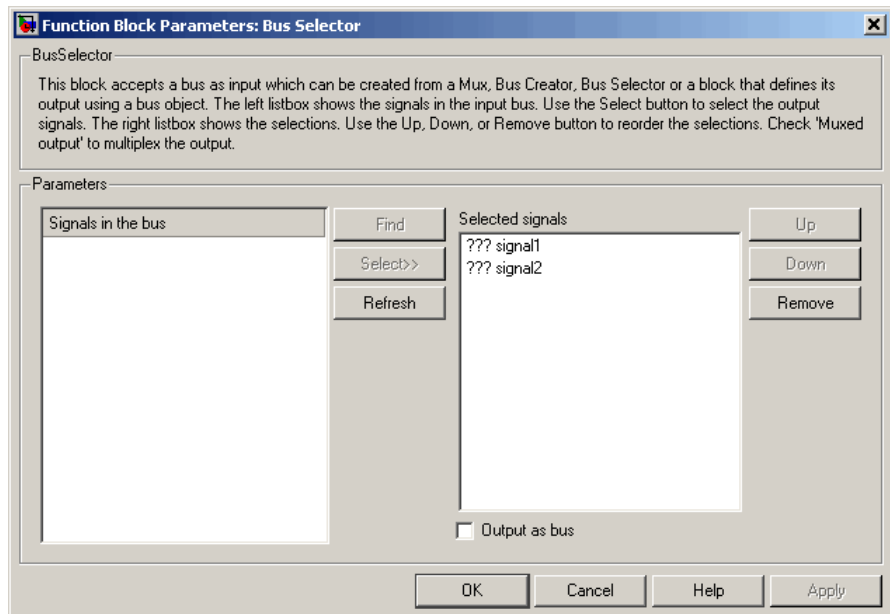 Function Block Parameters: Bus Selector
BusSelector
This block accepts a bus as input which can be created from a Mux, Bus Creator, Bus Selector or a block that defines its
output using a bus object. The left listbox shows the signals in the input bus. Use the Select button to select the output
signals. The right listbox shows the selections. Use the Up, Down, or Remove button to reorder the selections. Check 'Muxed
output' to multiplex the output.
Parameters
Signals in the bus
Find
Select>>
Refresh
Selected signals
??? signal1
??? signal2
Up
Down
Remove
Output as bus
OK
Cancel
Help
Apply